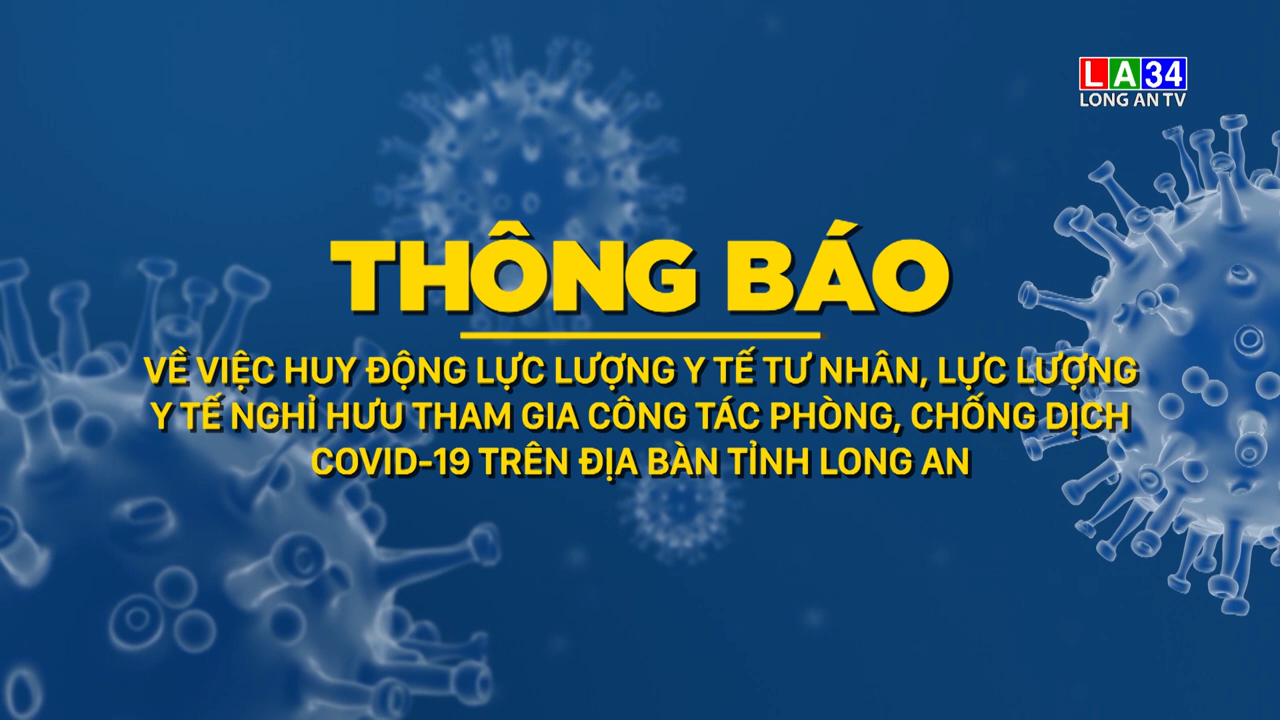 LA34
LONG AN TV
THÔNG BÁO
VỀ VIỆC HUY ĐỘNG LỰC LƯỢNG Y TẾ TƯ NHÂN, LỰC LƯỢNG
Y TẾ NGHỈ HƯU THAM GIA CÔNG TÁC PHÒNG, CHỐNG DỊCH
COVID-19 TRÊN ĐỊA BÀN TỈNH LONG AN